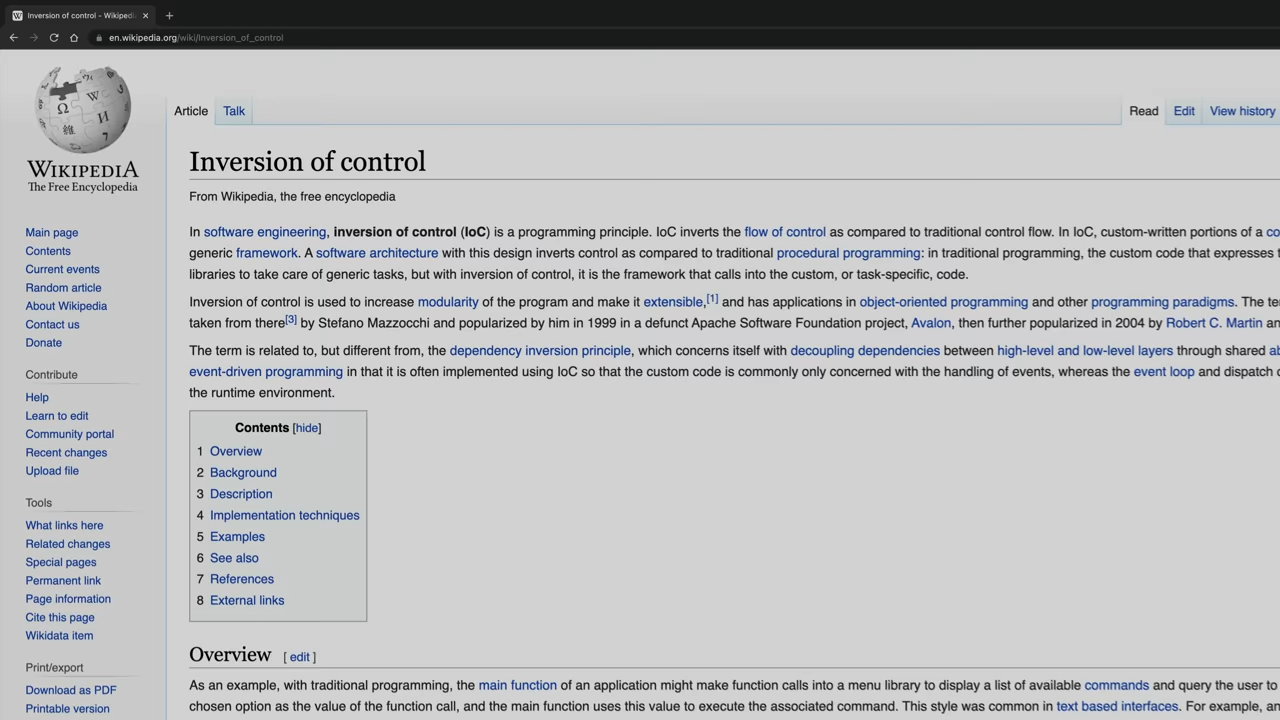 Inversion of control - Wikipedi
en.wikipedia.org/wiki/Inversion_of_control
WIKIPEDIA
The Free Encyclopedia
Main page
Contents
Current events
Random article
About Wikipedia
Contact us
Donate
Contribute
Help
Learn to edit
Community portal
Recent changes
Upload file
Tools
What links here
Related changes
Special pages
Permanent link
Page information
Cite this page
Wikidata item
Print/export
Download as PDF
Printable version
Article Talk
Read Edit View history
Inversion of control
From Wikipedia, the free encyclopedia
In software engineering, inversion of control (IoC) is a programming principle. IoC inverts the flow of control as compared to traditional control flow. In IoC, custom-written portions of a co
generic framework. A software architecture with this design inverts control as compared to traditional procedural programming: in traditional programming, the custom code that expresses t
libraries to take care of generic tasks, but with inversion of control, it is the framework that calls into the custom, or task-specific, code.
Inversion of control is used to increase modularity of the program and make it extensible,[1] and has applications in object-oriented programming and other programming paradigms. The te
taken from there[3] by Stefano Mazzocchi and popularized by him in 1999 in a defunct Apache Software Foundation project, Avalon, then further popularized in 2004 by Robert C. Martin an
The term is related to, but different from, the dependency inversion principle, which concerns itself with decoupling dependencies between high-level and low-level layers through shared ab
event-driven programming in that it is often implemented using IoC so that the custom code is commonly only concerned with the handling of events, whereas the event loop and dispatch o
the runtime environment.
Contents [hide]
1 Overview
2 Background
3 Description
4 Implementation techniques
5 Examples
6 See also
7 References
8 External links
Overview [ edit ]
As an example, with traditional programming, the main function of an application might make function calls into a menu library to display a list of available commands and query the user to
chosen option as the value of the function call, and the main function uses this value to execute the associated command. This style was common in text based interfaces. For example, an